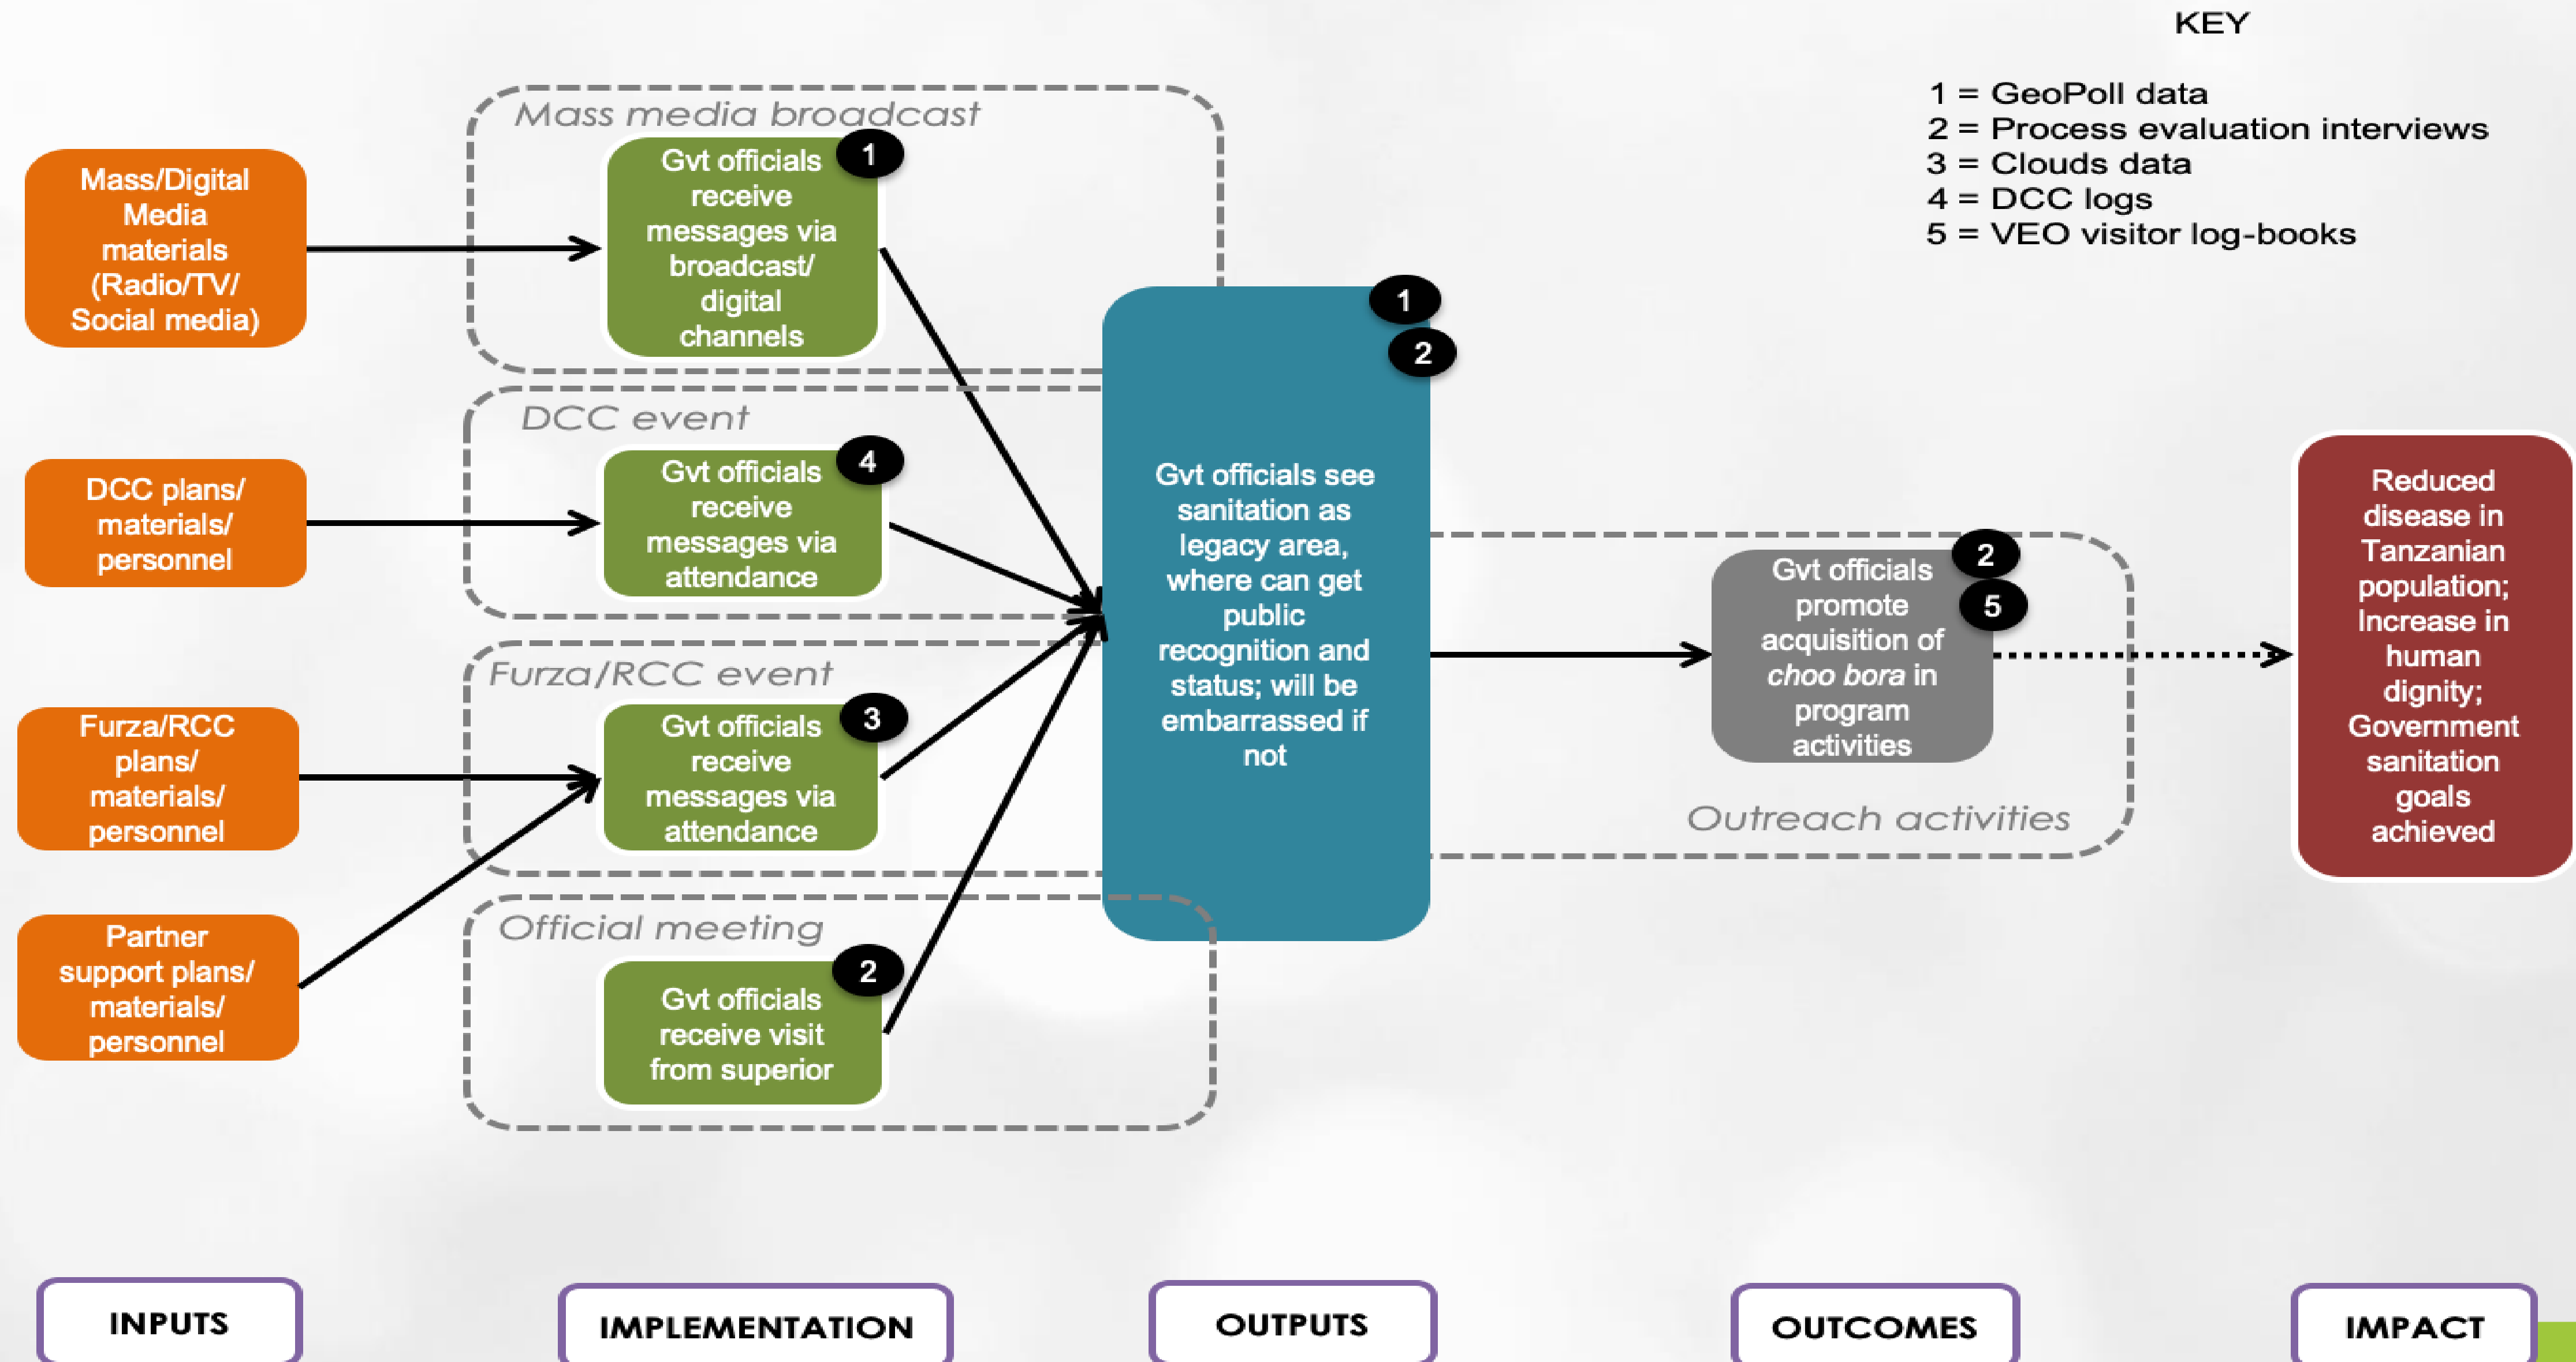 KEY
1 = GeoPoll data
2 = Process evaluation interviews
3 = Clouds data
4 = DCC logs
5 = VEO visitor log-books
Mass/Digital
Media
materials
(Radio/TV/
Social media)
DCC plans/
materials/
personnel
Furza/RCC
plans/
materials/
personnel
Partner
support plans/
materials/
personnel
Mass media broadcast
Gvt officials
receive
messages via
broadcast/
digital
channels
1
DCC event
Gvt officials
receive
messages via
attendance
4
Furza/RCC event
Gvt officials
receive
messages via
attendance
3
Official meeting
Gvt officials
receive visit
from superior
2
1
2
Gvt officials see
sanitation as
legacy area,
where can get
public
recognition and
status; will be
embarrassed if
not
Gvt officials
promote
acquisition of
choo bora in
program
activities
2
5
Outreach activities
Reduced
disease in
Tanzanian
population;
Increase in
human
dignity;
Government
sanitation
goals
achieved
INPUTS
IMPLEMENTATION
OUTPUTS
OUTCOMES
IMPACT